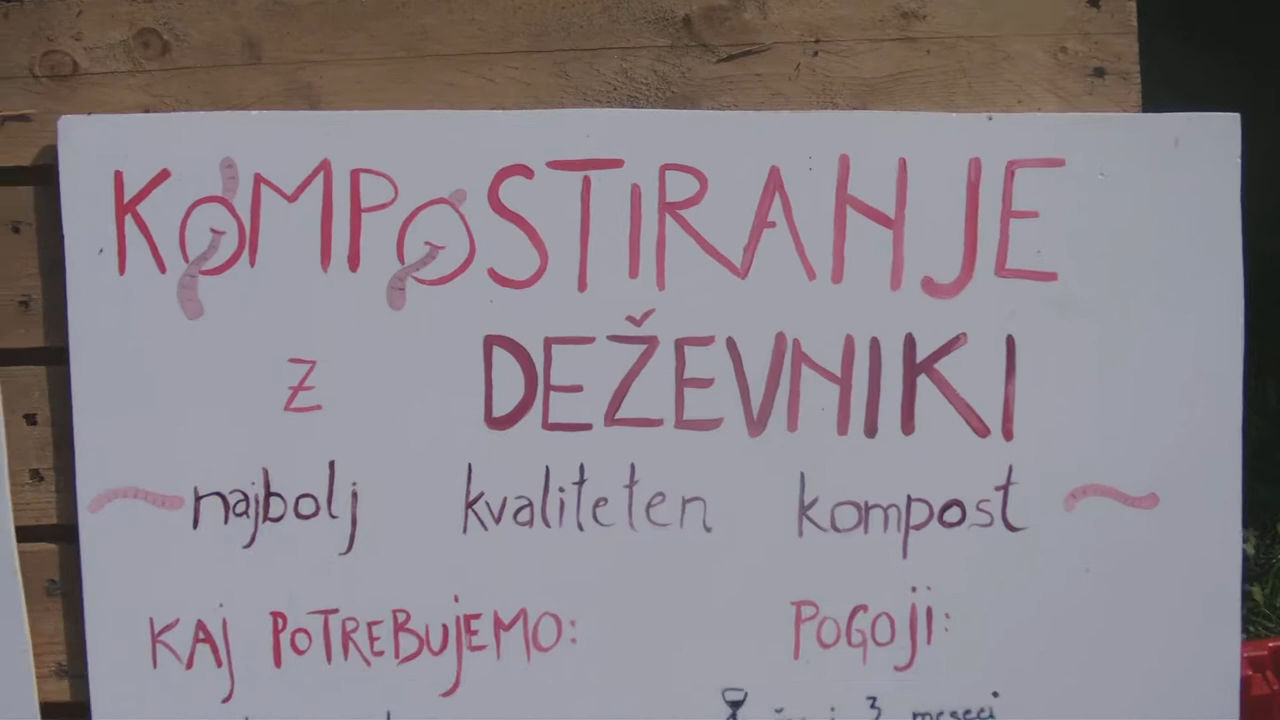 KOMPOSTIRANJE
Z DEŽEVNIKI
najbolj kvaliteten kompost
KAJ POTREBUJEMO:
POGOJI:
3 meseci